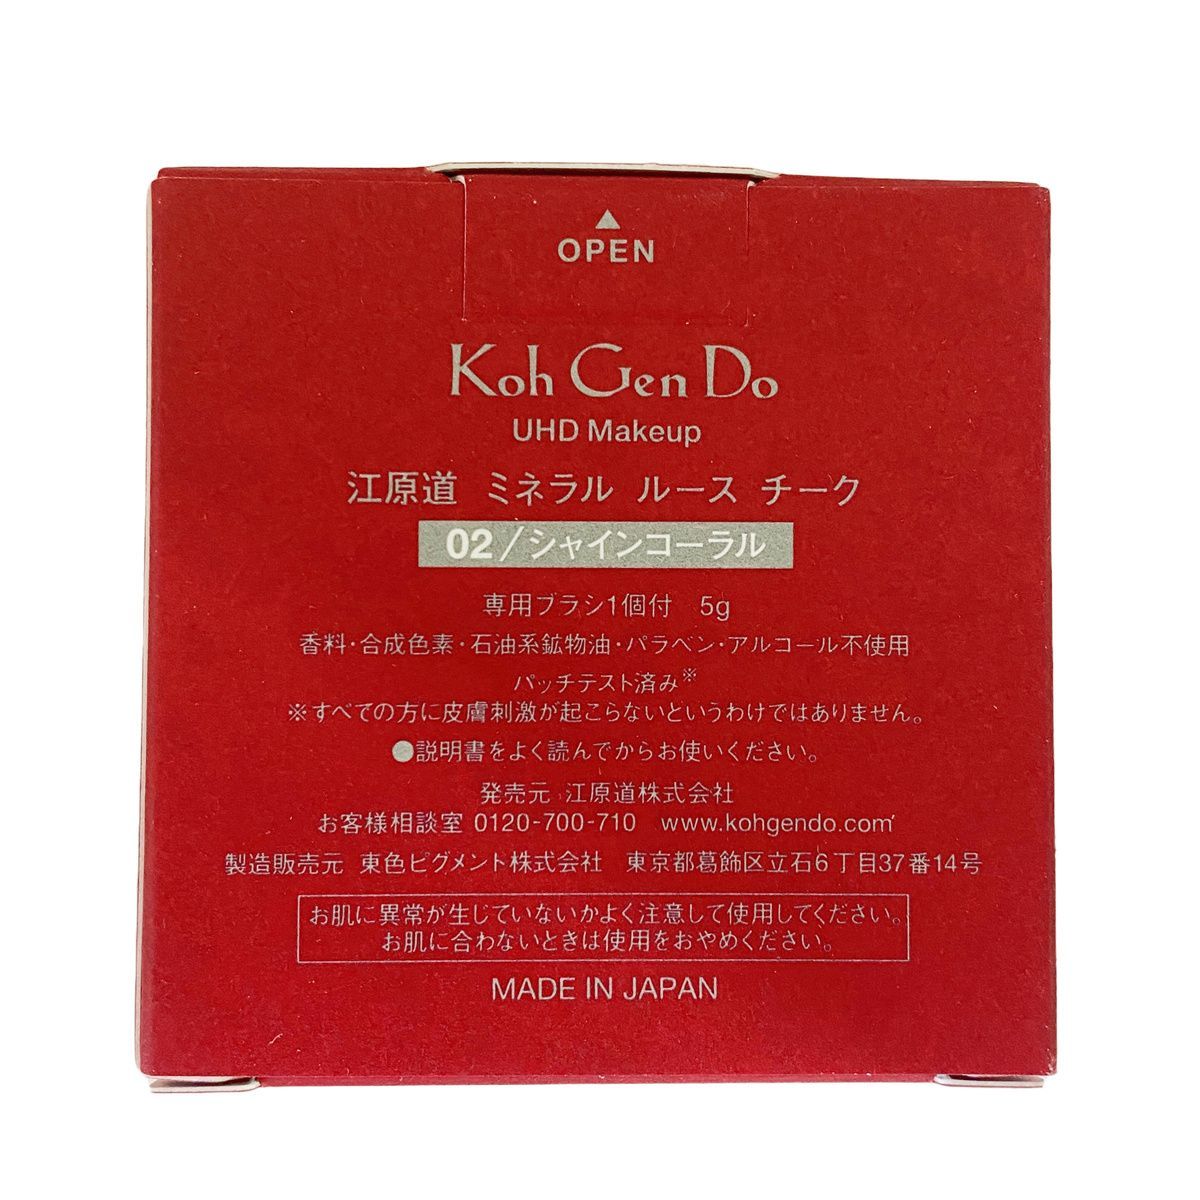 ▲
OPEN
Koh Gen Do
UHD Makeup
江原道 ミネラル ルース チーク
02/シャインコーラル
専用ブラシ1個付 5g
香料・合成色素・石油系鉱物油・パラベン・アルコール不使用
パッチテスト済み※
※すべての方に皮膚刺激が起こらないというわけではありません。
●説明書をよく読んでからお使いください。
発売元 江原道株式会社
お客様相談室 0120-700-710 www.kohgendo.com
製造販売元 東色ピグメント株式会社 東京都葛飾区立石6丁目37番14号
お肌に異常が生じていないかよく注意して使用してください。
お肌に合わないときは使用をおやめください。
MADE IN JAPAN